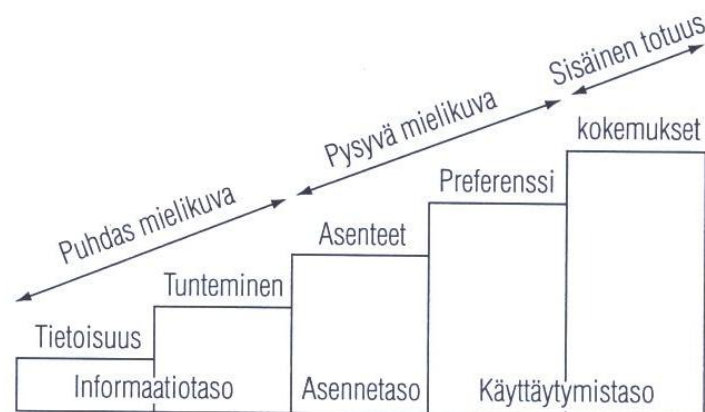 Sisäinen totuus
Pysyvä mielikuva
kokemukset
Puhdas mielikuva
Preferenssi
Asenteet
Tunteminen
Tietoisuus
Informaatiotaso
Asennetaso
Käyttäytymistaso